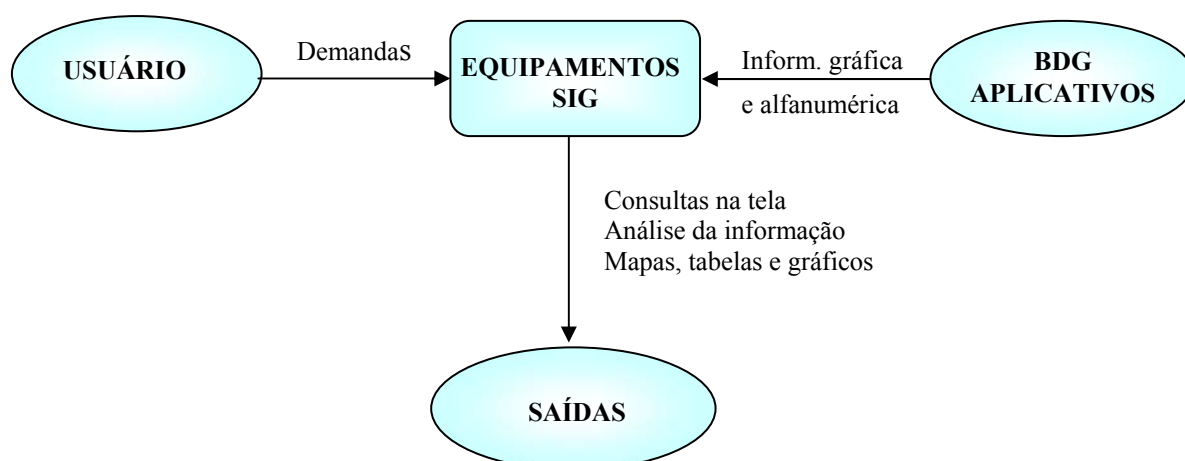 USUÁRIO
DemandaS
EQUIPAMENTOS
SIG
Inform. gráfica
e alfanumérica
BDG
APLICATIVOS
Consultas na tela
Análise da informação
Mapas, tabelas e gráficos
SAÍDAS